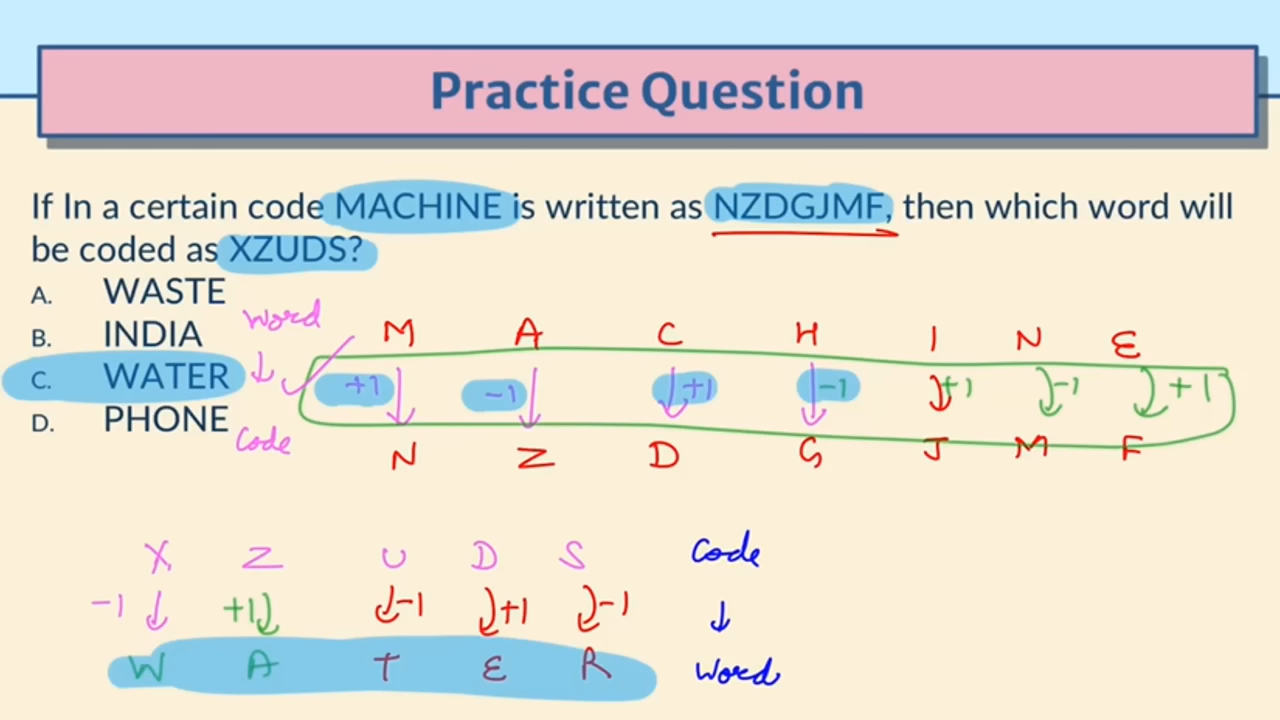 Practice Question
If In a certain code MACHINE is written as NZDGJMF, then which word will
be coded as XZUDS?
A. WASTE
B. INDIA
C. WATER
D. PHONE
Word
↓
Code
M A C H I N E
+1 -1 +1 -1 +1 -1 +1
N Z D G J M F
X Z U D S Code
-1 +1 -1 +1 -1 ↓
W A T E R Word